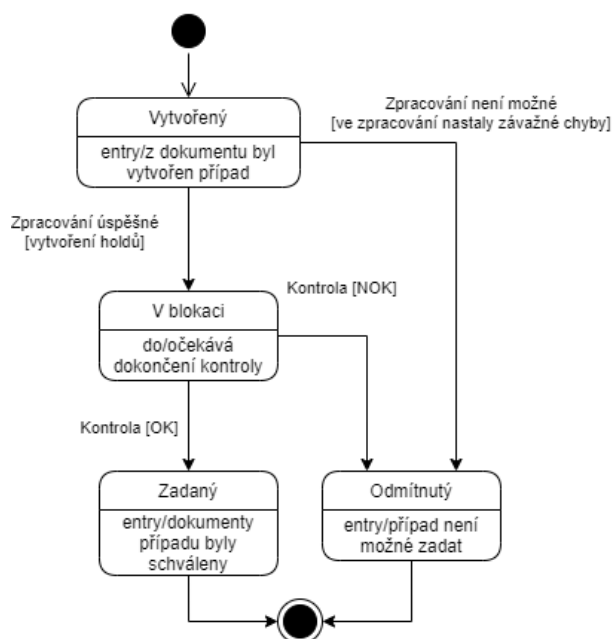 Vytvořený
entry/z dokumentu byl
vytvořen případ
Zpracování není možné
[ve zpracování nastaly závažné chyby]
Zpracování úspěšné
[vytvoření holdů]
Kontrola [NOK]
V blokaci
do/očekává
dokončení kontroly
Kontrola [OK]
Zadaný
entry/dokumenty
případu byly
schváleny
Odmítnutý
entry/případ není
možné zadat